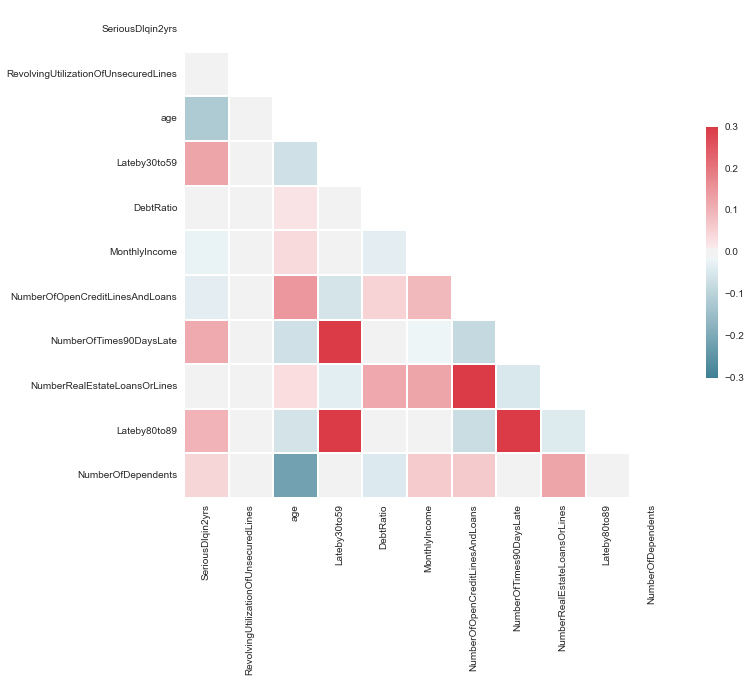 SeriousDlqin2yrs
RevolvingUtilizationOfUnsecuredLines
age
Lateby30to59
DebtRatio
MonthlyIncome
NumberOfOpenCreditLinesAndLoans
NumberOfTimes90DaysLate
NumberRealEstateLoansOrLines
Lateby80to89
NumberOfDependents
SeriousDlqin2yrs
RevolvingUtilizationOfUnsecuredLines
age
Lateby30to59
DebtRatio
MonthlyIncome
NumberOfOpenCreditLinesAndLoans
NumberOfTimes90DaysLate
NumberRealEstateLoansOrLines
Lateby80to89
NumberOfDependents
0.3
0.2
0.1
0.0
−0.1
−0.2
−0.3